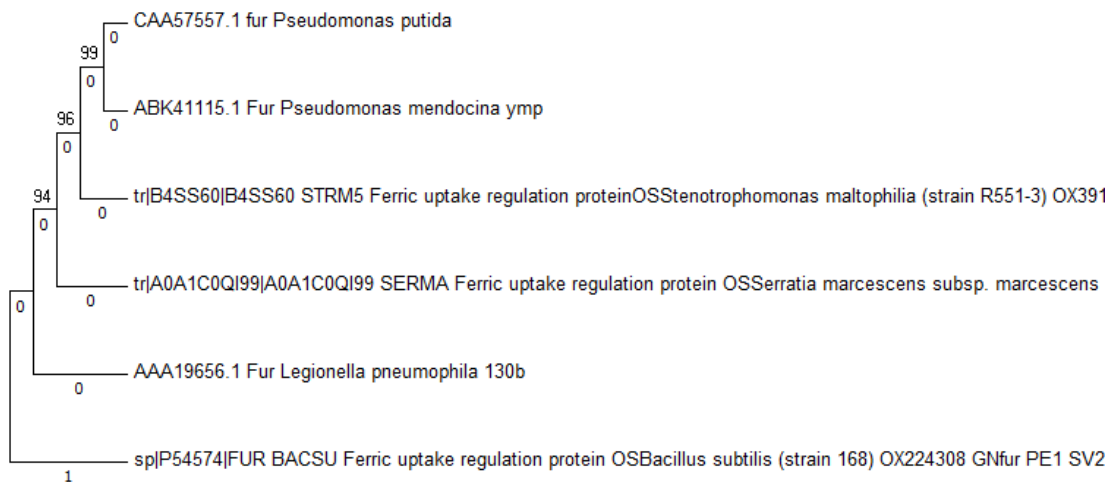 CAA57557.1 fur Pseudomonas putida
0
99
0
ABK41115.1 Fur Pseudomonas mendocina ymp
0
96
0
tr|B4SS60|B4SS60 STRM5 Ferric uptake regulation proteinOSStenotrophomonas maltophilia (strain R551-3) OX391
0
94
0
tr|A0A1C0QI99|A0A1C0QI99 SERMA Ferric uptake regulation protein OSSerratia marcescens subsp. marcescens
0
0
AAA19656.1 Fur Legionella pneumophila 130b
0
sp|P54574|FUR BACSU Ferric uptake regulation protein OSBacillus subtilis (strain 168) OX224308 GNfur PE1 SV2
1